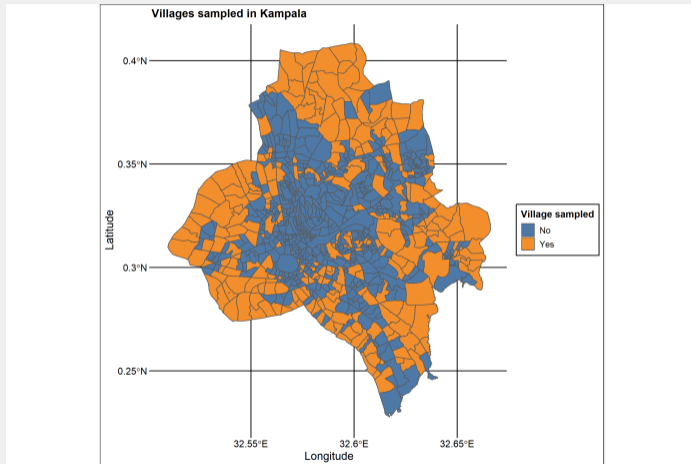 Villages sampled in Kampala
0.4°N
0.35°N
0.3°N
0.25°N
Latitude
32.55°E
32.6°E
32.65°E
Longitude
Village sampled
No
Yes